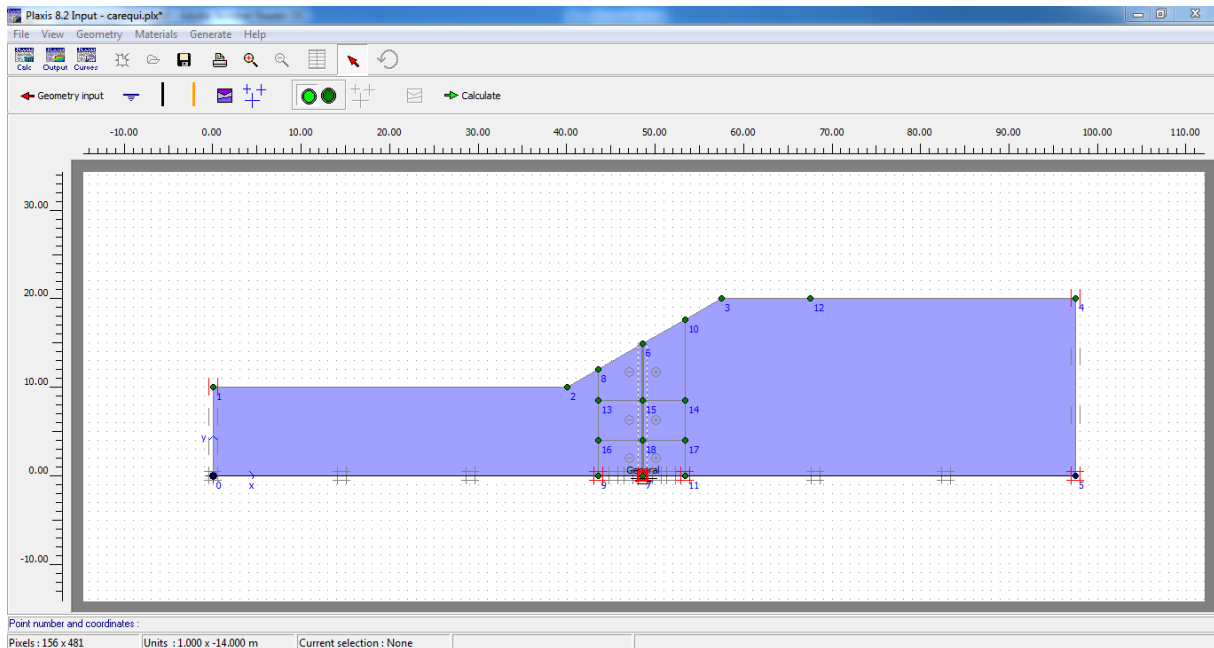 Plaxis 8.2 Input - carequi.plx*
File View Geometry Materials Generate Help
Calc Output Curves
Geometry input Calculate
-10.00 0.00 10.00 20.00 30.00 40.00 50.00 60.00 70.00 80.00 90.00 100.00 110.00
30.00
20.00
3 12 4
10
6
10.00
8
1 2
13 15 14
y
16 18 17
0.00
General
0 x 9 7 11 5
-10.00
Point number and coordinates :
Pixels : 156 x 481 Units : 1.000 x -14.000 m Current selection : None